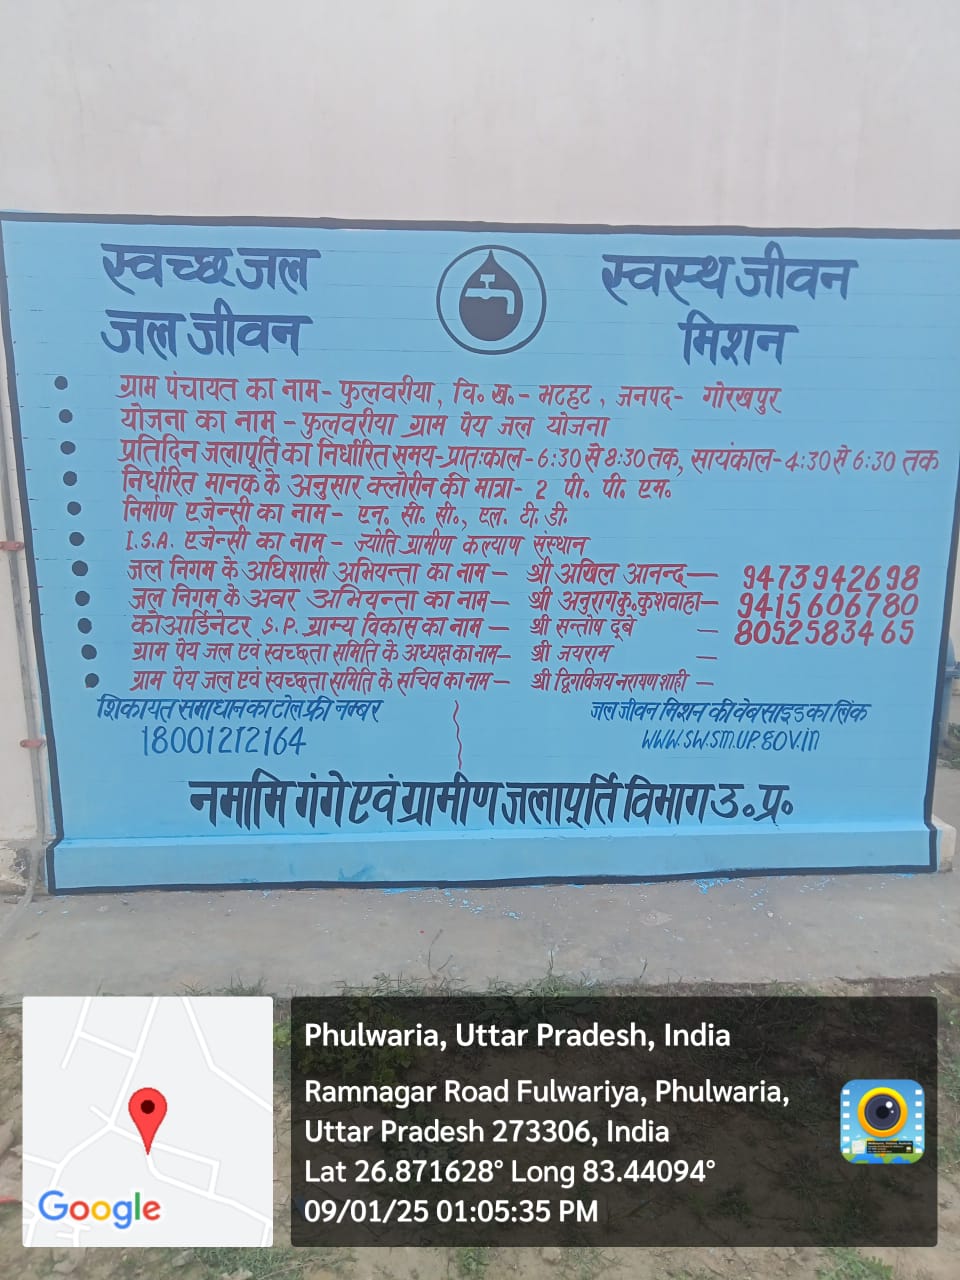 स्वच्छ जल स्वस्थ जीवन
जल जीवन मिशन
ग्राम पंचायत का नाम- फुलवरीया, वि॰ ख॰- भटहट, जनपद- गोरखपुर
योजना का नाम - फुलवरीया ग्राम पेय जल योजना
प्रतिदिन जलापूर्ति का निर्धारित समय-प्रातःकाल-6:30 से 8:30 तक, सायंकाल-4:30 से 6:30 तक
निर्धारित मानक के अनुसार क्लोरीन की मात्रा- 2 पी॰ पी॰ एम॰
निर्माण एजेन्सी का नाम- एन॰ सी॰ सी॰, एल॰ टी॰ डी॰
I.S.A. एजेन्सी का नाम - ज्योति ग्रामीण कल्याण संस्थान
जल निगम के अधिशासी अभियन्ता का नाम- श्री अखिल आनन्द- 9473942698
जल निगम के अवर अभियन्ता का नाम- श्री अनुराग कु॰ कुशवाहा- 9415606780
कोआर्डिनेटर S.P. ग्राम्य विकास का नाम- श्री सन्तोष दूबे - 8052583465
ग्राम पेय जल एवं स्वच्छता समिति के अध्यक्ष का नाम- श्री जयराम -
ग्राम पेय जल एवं स्वच्छता समिति के सचिव का नाम- श्री द्विगविजय नरायण शाही -
शिकायत समाधान का टोल फ्री नम्बर
18001212164
जल जीवन मिशन की वेबसाइड का लिंक
WWW.SW.SM.UP.GOV.in
नमामि गंगे एवं ग्रामीण जलापूर्ति विभाग उ॰ प्र॰
Phulwaria, Uttar Pradesh, India
Ramnagar Road Fulwariya, Phulwaria,
Uttar Pradesh 273306, India
Lat 26.871628° Long 83.44094°
09/01/25 01:05:35 PM
Google